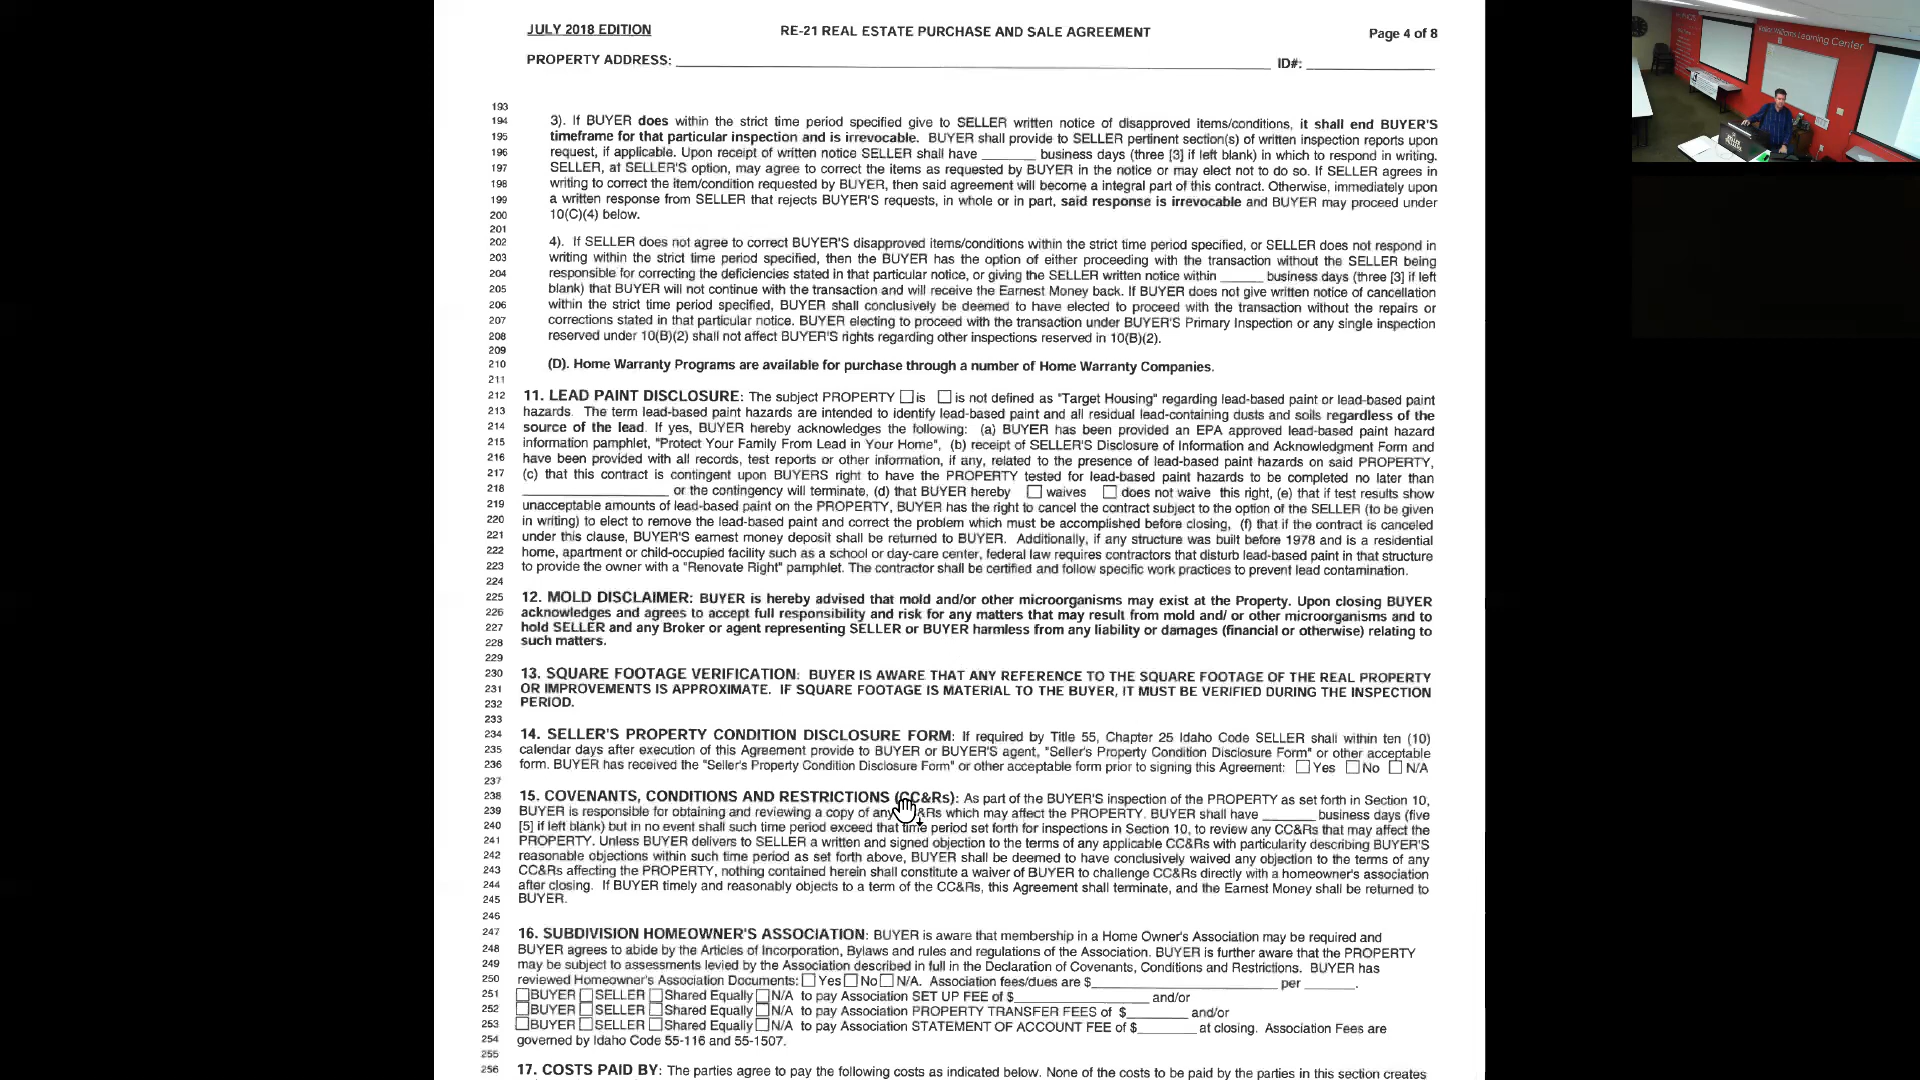 JULY 2018 EDITION RE-21 REAL ESTATE PURCHASE AND SALE AGREEMENT Page 4 of 8
PROPERTY ADDRESS: ID#:
193
194 3). If BUYER does within the strict time period specified give to SELLER written notice of disapproved items/conditions, it shall end BUYER'S
195 timeframe for that particular inspection and is irrevocable. BUYER shall provide to SELLER pertinent section(s) of written inspection reports upon
196 request, if applicable. Upon receipt of written notice SELLER shall have _______ business days (three [3] if left blank) in which to respond in writing.
197 SELLER, at SELLER'S option, may agree to correct the items as requested by BUYER in the notice or may elect not to do so. If SELLER agrees in
198 writing to correct the item/condition requested by BUYER, then said agreement will become a integral part of this contract. Otherwise, immediately upon
199 a written response from SELLER that rejects BUYER'S requests, in whole or in part, said response is irrevocable and BUYER may proceed under
200 10(C)(4) below.
201
202 4). If SELLER does not agree to correct BUYER'S disapproved items/conditions within the strict time period specified, or SELLER does not respond in
203 writing within the strict time period specified, then the BUYER has the option of either proceeding with the transaction without the SELLER being
204 responsible for correcting the deficiencies stated in that particular notice, or giving the SELLER written notice within ______ business days (three [3] if left
205 blank) that BUYER will not continue with the transaction and will receive the Earnest Money back. If BUYER does not give written notice of cancellation
206 within the strict time period specified, BUYER shall conclusively be deemed to have elected to proceed with the transaction without the repairs or
207 corrections stated in that particular notice. BUYER electing to proceed with the transaction under BUYER'S Primary Inspection or any single inspection
208 reserved under 10(B)(2) shall not affect BUYER'S rights regarding other inspections reserved in 10(B)(2).
209
210 (D). Home Warranty Programs are available for purchase through a number of Home Warranty Companies.
211
212 11. LEAD PAINT DISCLOSURE: The subject PROPERTY ☐ is ☐ is not defined as "Target Housing" regarding lead-based paint or lead-based paint
213 hazards. The term lead-based paint hazards are intended to identify lead-based paint and all residual lead-containing dusts and soils regardless of the
214 source of the lead. If yes, BUYER hereby acknowledges the following: (a) BUYER has been provided an EPA approved lead-based paint hazard
215 information pamphlet, "Protect Your Family From Lead in Your Home", (b) receipt of SELLER'S Disclosure of Information and Acknowledgment Form and
216 have been provided with all records, test reports or other information, if any, related to the presence of lead-based paint hazards on said PROPERTY,
217 (c) that this contract is contingent upon BUYERS right to have the PROPERTY tested for lead-based paint hazards to be completed no later than
218 ____________________ or the contingency will terminate, (d) that BUYER hereby ☐ waives ☐ does not waive this right, (e) that if test results show
219 unacceptable amounts of lead-based paint on the PROPERTY, BUYER has the right to cancel the contract subject to the option of the SELLER (to be given
220 in writing) to elect to remove the lead-based paint and correct the problem which must be accomplished before closing, (f) that if the contract is canceled
221 under this clause, BUYER'S earnest money deposit shall be returned to BUYER. Additionally, if any structure was built before 1978 and is a residential
222 home, apartment or child-occupied facility such as a school or day-care center, federal law requires contractors that disturb lead-based paint in that structure
223 to provide the owner with a "Renovate Right" pamphlet. The contractor shall be certified and follow specific work practices to prevent lead contamination.
224
225 12. MOLD DISCLAIMER: BUYER is hereby advised that mold and/or other microorganisms may exist at the Property. Upon closing BUYER
226 acknowledges and agrees to accept full responsibility and risk for any matters that may result from mold and/ or other microorganisms and to
227 hold SELLER and any Broker or agent representing SELLER or BUYER harmless from any liability or damages (financial or otherwise) relating to
228 such matters.
229
230 13. SQUARE FOOTAGE VERIFICATION: BUYER IS AWARE THAT ANY REFERENCE TO THE SQUARE FOOTAGE OF THE REAL PROPERTY
231 OR IMPROVEMENTS IS APPROXIMATE. IF SQUARE FOOTAGE IS MATERIAL TO THE BUYER, IT MUST BE VERIFIED DURING THE INSPECTION
232 PERIOD.
233
234 14. SELLER'S PROPERTY CONDITION DISCLOSURE FORM: If required by Title 55, Chapter 25 Idaho Code SELLER shall within ten (10)
235 calendar days after execution of this Agreement provide to BUYER or BUYER'S agent, "Seller's Property Condition Disclosure Form" or other acceptable
236 form. BUYER has received the "Seller's Property Condition Disclosure Form" or other acceptable form prior to signing this Agreement: ☐ Yes ☐ No ☐ N/A
237
238 15. COVENANTS, CONDITIONS AND RESTRICTIONS (CC&Rs): As part of the BUYER'S inspection of the PROPERTY as set forth in Section 10,
239 BUYER is responsible for obtaining and reviewing a copy of any &Rs which may affect the PROPERTY. BUYER shall have _______ business days (five
240 [5] if left blank) but in no event shall such time period exceed that time period set forth for inspections in Section 10, to review any CC&Rs that may affect the
241 PROPERTY. Unless BUYER delivers to SELLER a written and signed objection to the terms of any applicable CC&Rs with particularity describing BUYER'S
242 reasonable objections within such time period as set forth above, BUYER shall be deemed to have conclusively waived any objection to the terms of any
243 CC&Rs affecting the PROPERTY, nothing contained herein shall constitute a waiver of BUYER to challenge CC&Rs directly with a homeowner's association
244 after closing. If BUYER timely and reasonably objects to a term of the CC&Rs, this Agreement shall terminate, and the Earnest Money shall be returned to
245 BUYER.
246
247 16. SUBDIVISION HOMEOWNER'S ASSOCIATION: BUYER is aware that membership in a Home Owner's Association may be required and
248 BUYER agrees to abide by the Articles of Incorporation, Bylaws and rules and regulations of the Association. BUYER is further aware that the PROPERTY
249 may be subject to assessments levied by the Association described in full in the Declaration of Covenants, Conditions and Restrictions. BUYER has
250 reviewed Homeowner's Association Documents: ☐ Yes ☐ No ☐ N/A. Association fees/dues are $__________________________ per _______.
251 ☐ BUYER ☐ SELLER ☐ Shared Equally ☐ N/A to pay Association SET UP FEE of $__________________ and/or
252 ☐ BUYER ☐ SELLER ☐ Shared Equally ☐ N/A to pay Association PROPERTY TRANSFER FEES of $________ and/or
253 ☐ BUYER ☐ SELLER ☐ Shared Equally ☐ N/A to pay Association STATEMENT OF ACCOUNT FEE of $________ at closing. Association Fees are
254 governed by Idaho Code 55-116 and 55-1507.
255
256 17. COSTS PAID BY: The parties agree to pay the following costs as indicated below. None of the costs to be paid by the parties in this section creates
Williams Learning Center